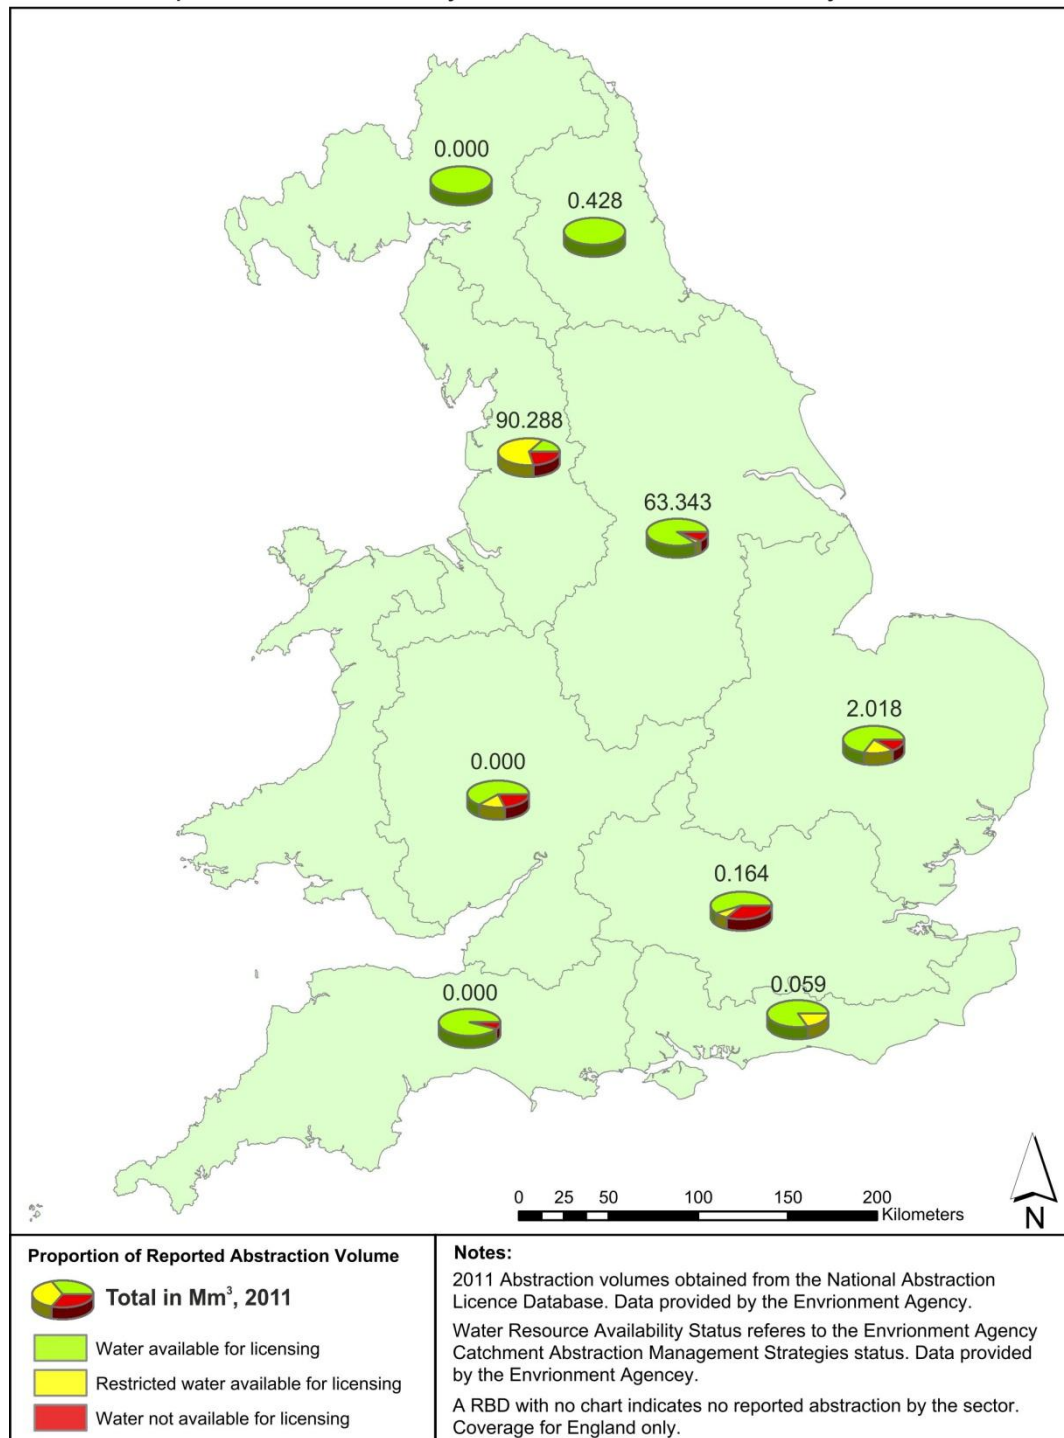 0.000
0.428
90.288
63.343
2.018
0.000
0.164
0.000
0.059
0 25 50 100 150 200
Kilometers
N
Proportion of Reported Abstraction Volume
Total in Mm³, 2011
Water available for licensing
Restricted water available for licensing
Water not available for licensing
Notes:
2011 Abstraction volumes obtained from the National Abstraction
Licence Database. Data provided by the Envrionment Agency.
Water Resource Availability Status referes to the Envrionment Agency
Catchment Abstraction Management Strategies status. Data provided
by the Envrionment Agencey.
A RBD with no chart indicates no reported abstraction by the sector.
Coverage for England only.